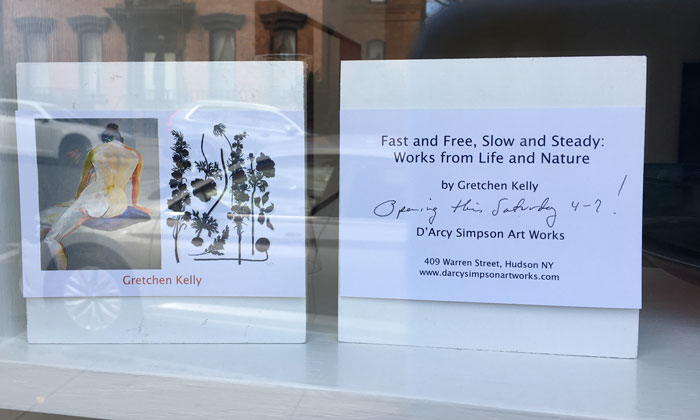 Gretchen Kelly
Fast and Free, Slow and Steady:
Works from Life and Nature
by Gretchen Kelly
Opening this Saturday 4-7!
D'Arcy Simpson Art Works
409 Warren Street, Hudson NY
www.darcysimpsonartworks.com